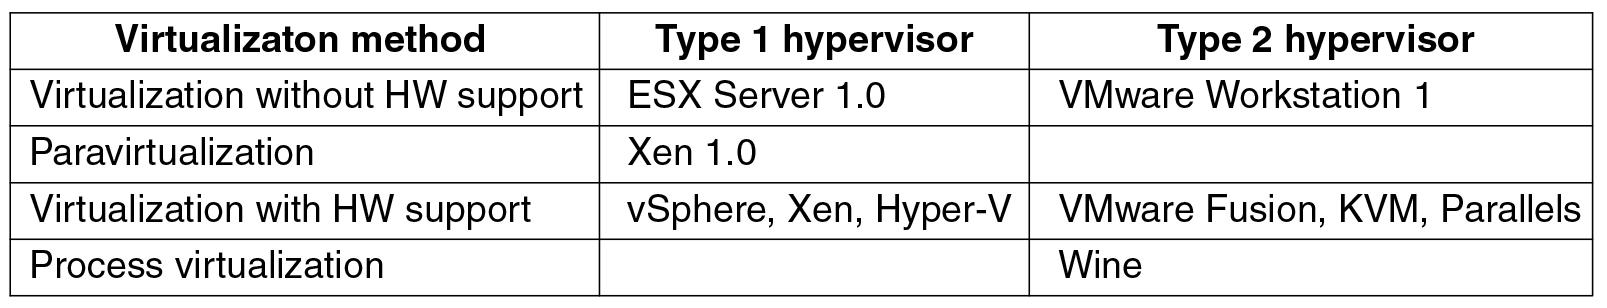 Virtualizaton method Type 1 hypervisor Type 2 hypervisor
Virtualization without HW support ESX Server 1.0 VMware Workstation 1
Paravirtualization Xen 1.0
Virtualization with HW support vSphere, Xen, Hyper-V VMware Fusion, KVM, Parallels
Process virtualization Wine